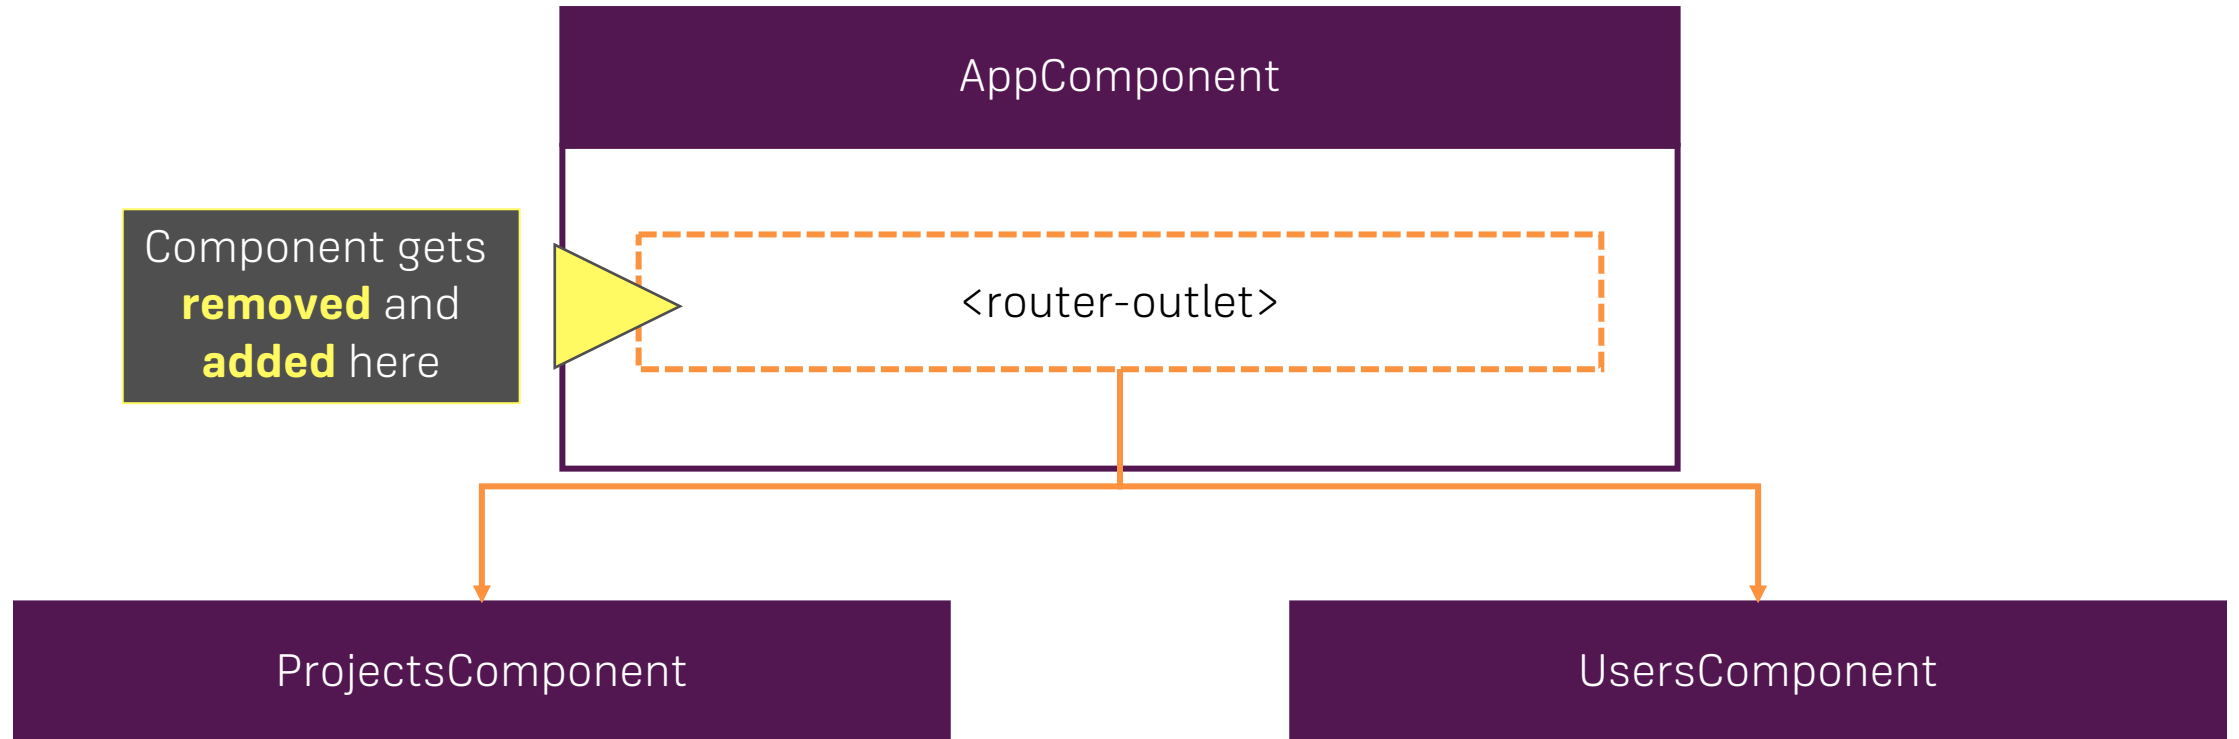 AppComponent
Component gets
removed and
added here
<router-outlet>
ProjectsComponent
UsersComponent